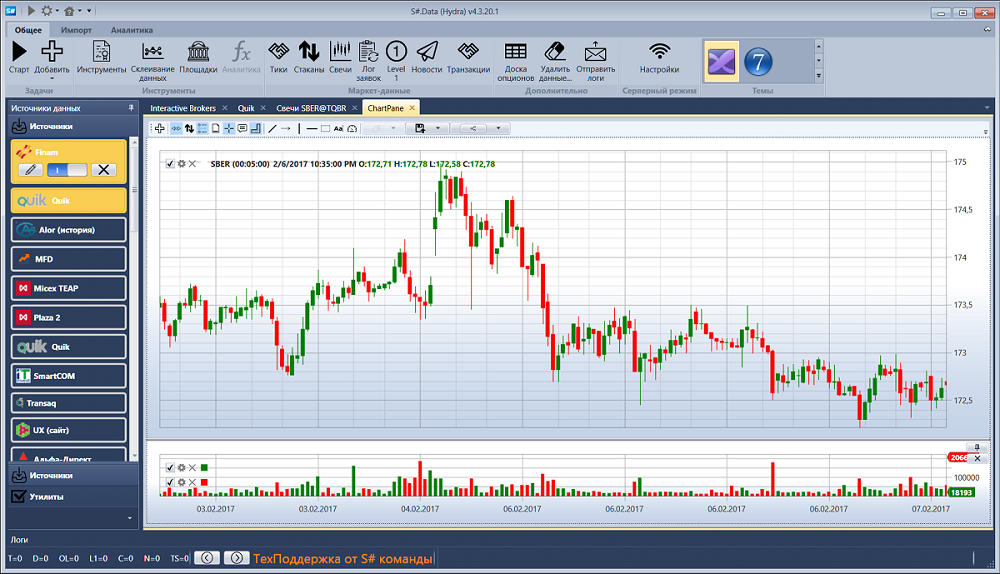 S# S#.Data (Hydra) v4.3.20.1
Общее Импорт Аналитика
Старт Добавить Инструменты Склеивание данных Площадки Аналитика Тики Стаканы Свечи Лог заявок Level 1 Новости Транзакции Доска опционов Удалить данные... Отправить логи Настройки 7
Задачи Инструменты Маркет-данные Дополнительно Серверный режим Темы
Источники данных
Interactive Brokers Quik Свечи SBER@TQBR ChartPane
Источники
Finam
quik Quik
Alor (история)
MFD
Micex TEAP
Plaza 2
quik Quik
SmartCOM
Transaq
UX (сайт)
Альфа-Директ
Источники
Утилиты
Aa
SBER (00:05:00) 2/6/2017 10:35:00 PM O:172,71 H:172,78 L:172,58 C:172,78
175
174,5
174
173,5
173
172,5
100000
18193
03.02.2017 03.02.2017 04.02.2017 06.02.2017 06.02.2017 06.02.2017 06.02.2017 07.02.2017
Логи
T=0 D=0 OL=0 L1=0 C=0 N=0 TS=0 ТехПоддержка от S# команды